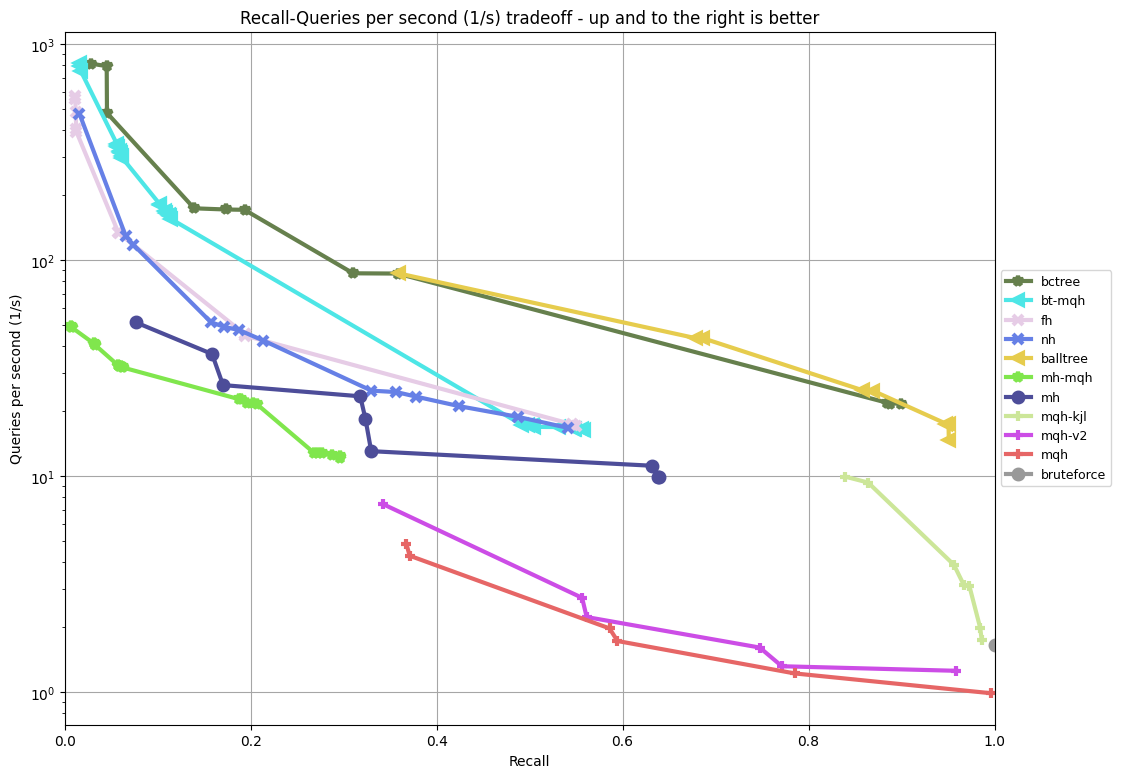 Recall-Queries per second (1/s) tradeoff - up and to the right is better
Queries per second (1/s)
10³
10²
10¹
10⁰
0.0 0.2 0.4 0.6 0.8 1.0
Recall
bctree
bt-mqh
fh
nh
balltree
mh-mqh
mh
mqh-kjl
mqh-v2
mqh
bruteforce